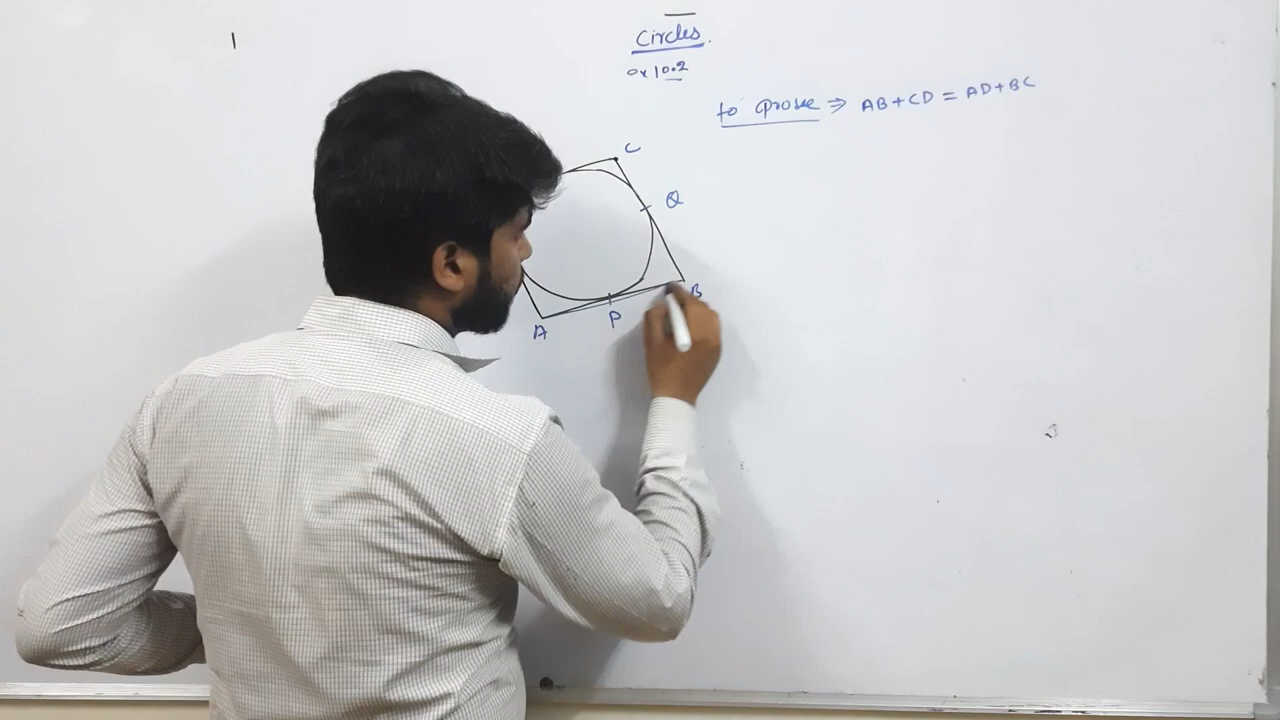 Circles.
Ex 10.2
to prove ⇒ AB+CD = AD+BC
C
Q
B
P
A